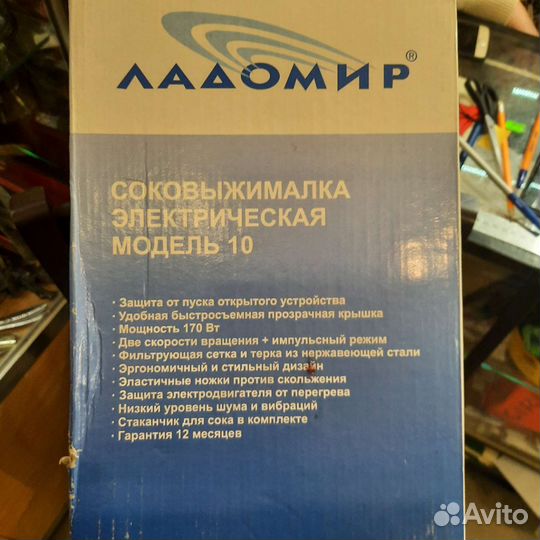 ЛАДОМИР®
СОКОВЫЖИМАЛКА
ЭЛЕКТРИЧЕСКАЯ
МОДЕЛЬ 10
· Защита от пуска открытого устройства
· Удобная быстросъемная прозрачная крышка
· Мощность 170 Вт
· Две скорости вращения + импульсный режим
· Фильтрующая сетка и терка из нержавеющей стали
· Эргономичный и стильный дизайн
· Эластичные ножки против скольжения
· Защита электродвигателя от перегрева
· Низкий уровень шума и вибраций
· Стаканчик для сока в комплекте
· Гарантия 12 месяцев
Avito